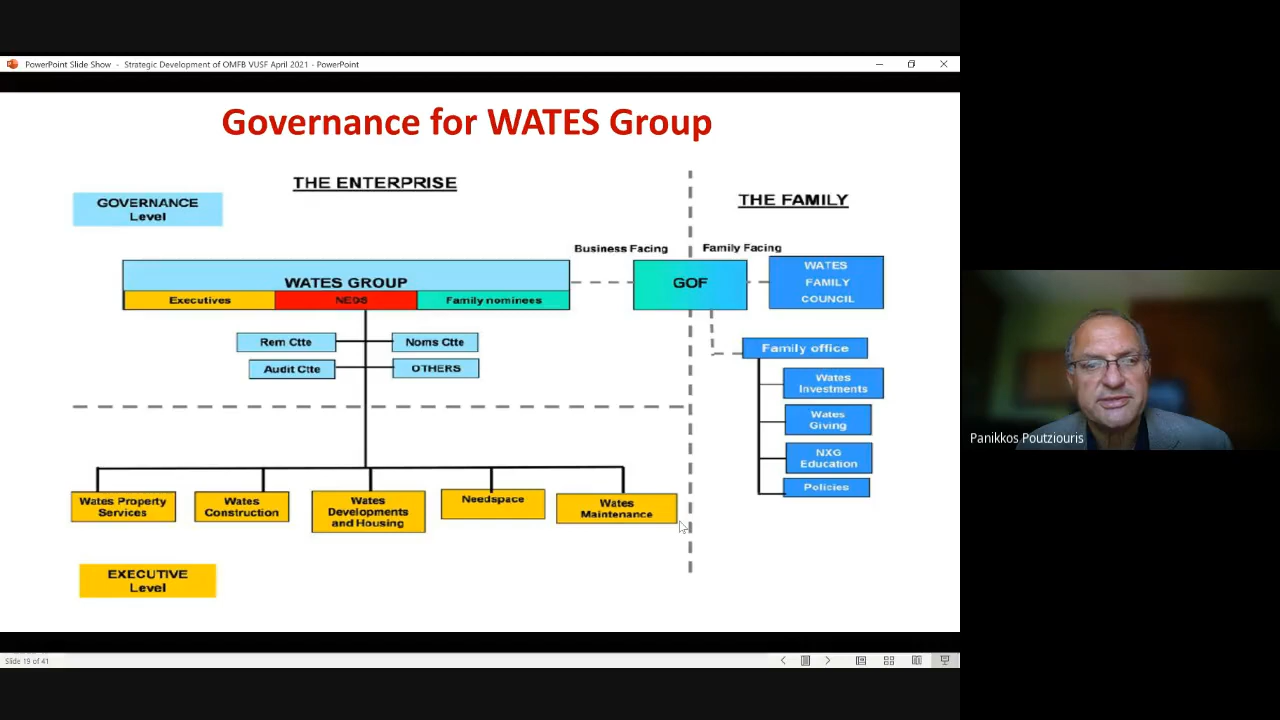 PowerPoint Slide Show - Strategic Development of OMFB VUSF April 2021 - PowerPoint
Governance for WATES Group
THE ENTERPRISE
THE FAMILY
GOVERNANCE
Level
Business Facing
Family Facing
WATES GROUP
Executives
NEDS
Family nominees
GOF
WATES
FAMILY
COUNCIL
Rem Ctte
Noms Ctte
Audit Ctte
OTHERS
Family office
Wates
Investments
Wates
Giving
NXG
Education
Policies
Wates Property
Services
Wates
Construction
Wates
Developments
and Housing
Needspace
Wates
Maintenance
EXECUTIVE
Level
Panikkos Poutziouris
Slide 19 of 41